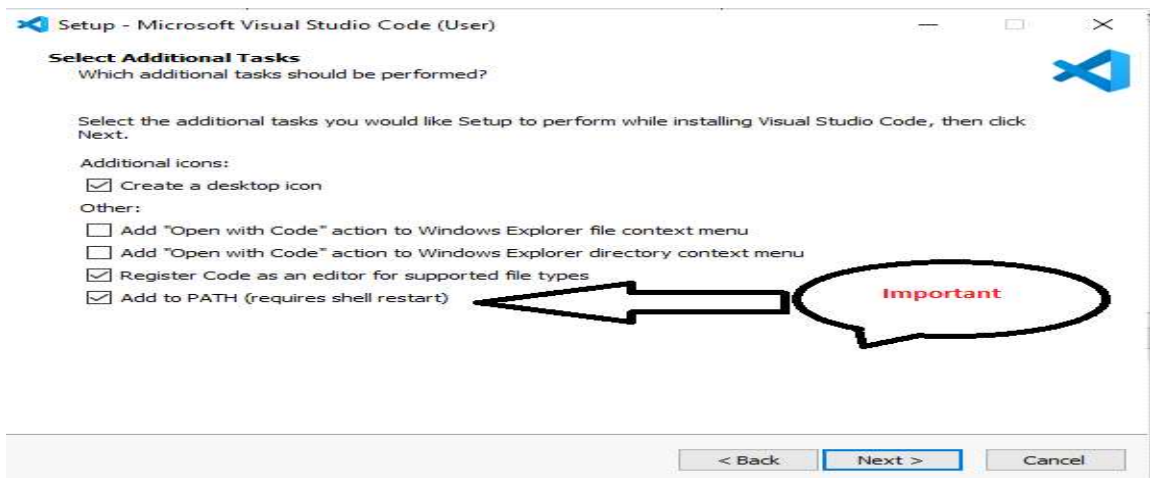 Setup - Microsoft Visual Studio Code (User)
Select Additional Tasks
Which additional tasks should be performed?
Select the additional tasks you would like Setup to perform while installing Visual Studio Code, then click
Next.
Additional icons:
Create a desktop icon
Other:
Add "Open with Code" action to Windows Explorer file context menu
Add "Open with Code" action to Windows Explorer directory context menu
Register Code as an editor for supported file types
Add to PATH (requires shell restart)
Important
< Back Next > Cancel